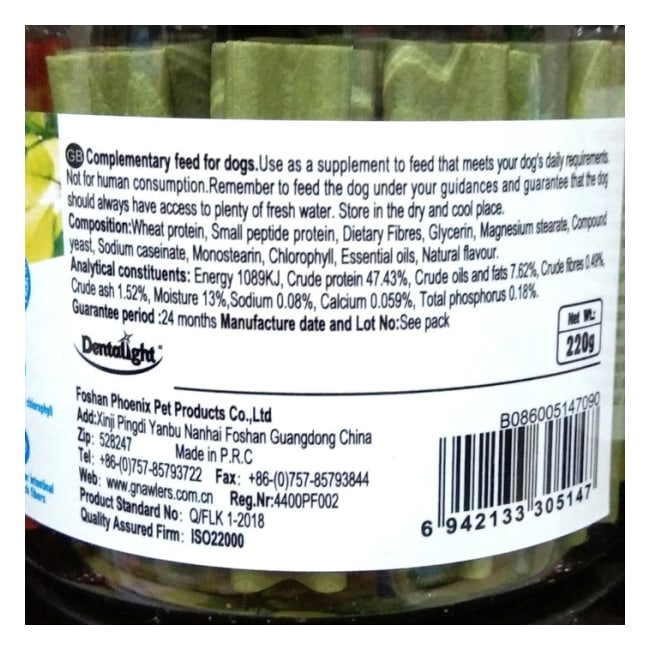 GB Complementary feed for dogs.Use as a supplement to feed that meets your dog's daily requirements.
Not for human consumption.Remember to feed the dog under your guidances and guarantee that the dog
should always have access to plenty of fresh water. Store in the dry and cool place.
Composition:Wheat protein, Small peptide protein, Dietary Fibres, Glycerin, Magnesium stearate, Compound
yeast, Sodium caseinate, Monostearin, Chlorophyll, Essential oils, Natural flavour.
Analytical constituents: Energy 1089KJ, Crude protein 47.43%, Crude oils and fats 7.62%, Crude fibres 0.49%,
Crude ash 1.52%, Moisture 13%,Sodium 0.08%, Calcium 0.059%, Total phosphorus 0.18%.
Guarantee period :24 months Manufacture date and Lot No:See pack
Net Wt.:
220g
Dentalight
Foshan Phoenix Pet Products Co.,Ltd
Add:Xinji Pingdi Yanbu Nanhai Foshan Guangdong China
Zip: 528247 Made in P.R.C
Tel: +86-(0)757-85793722 Fax: +86-(0)757-85793844
Web: www.gnawlers.com.cn Reg.Nr:4400PF002
Product Standard No: Q/FLK 1-2018
Quality Assured Firm: ISO22000
B086005147090
6 942133 305147
chlorophyll
intestinal
fibers